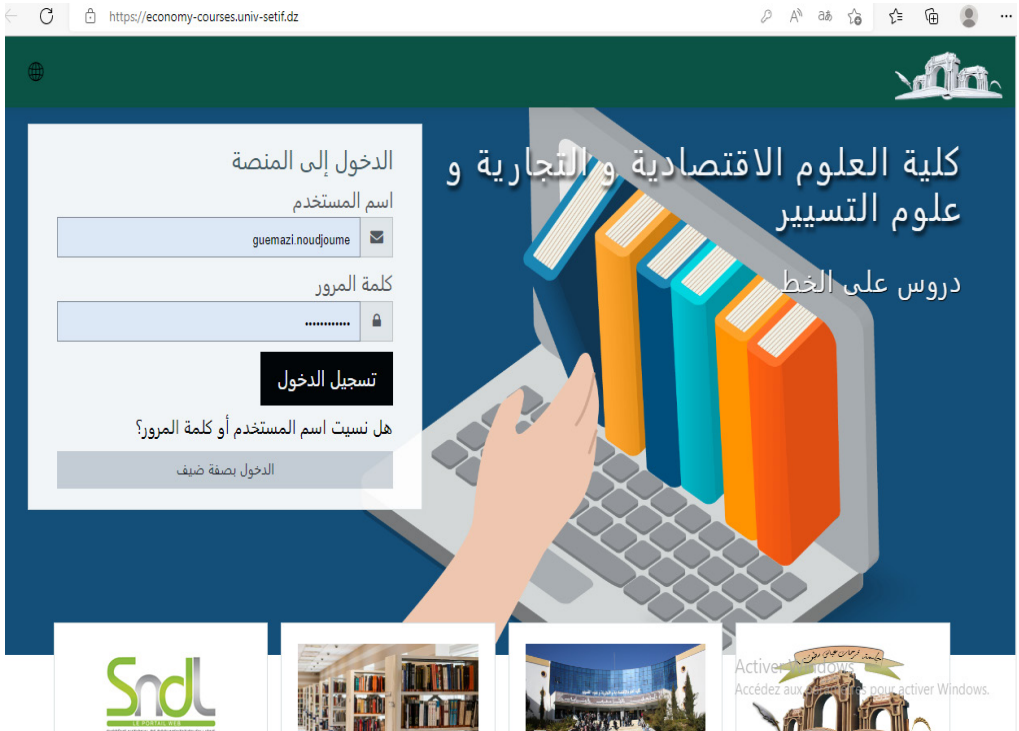 https://economy-courses.univ-setif.dz
كلية العلوم الاقتصادية و التجارية و
علوم التسيير
دروس على الخط
الدخول إلى المنصة
اسم المستخدم
guemazi.noudjoume
كلمة المرور
............
تسجيل الدخول
هل نسيت اسم المستخدم أو كلمة المرور؟
الدخول بصفة ضيف
Sndl
LE PORTAIL WEB
Activer Windows
Accédez aux pour activer Windows.